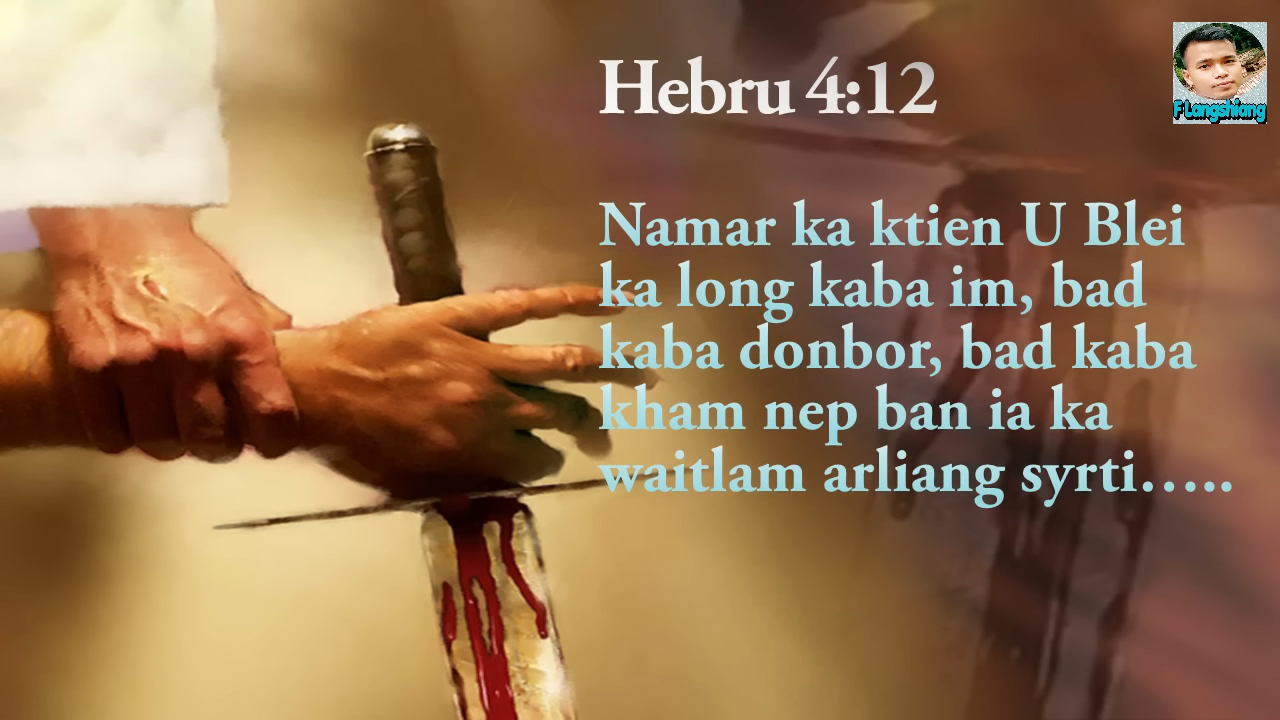 Hebru 4:12
F Langshiang
Namar ka ktien U Blei
ka long kaba im, bad
kaba donbor, bad kaba
kham nep ban ia ka
waitlam arliang syrti.....